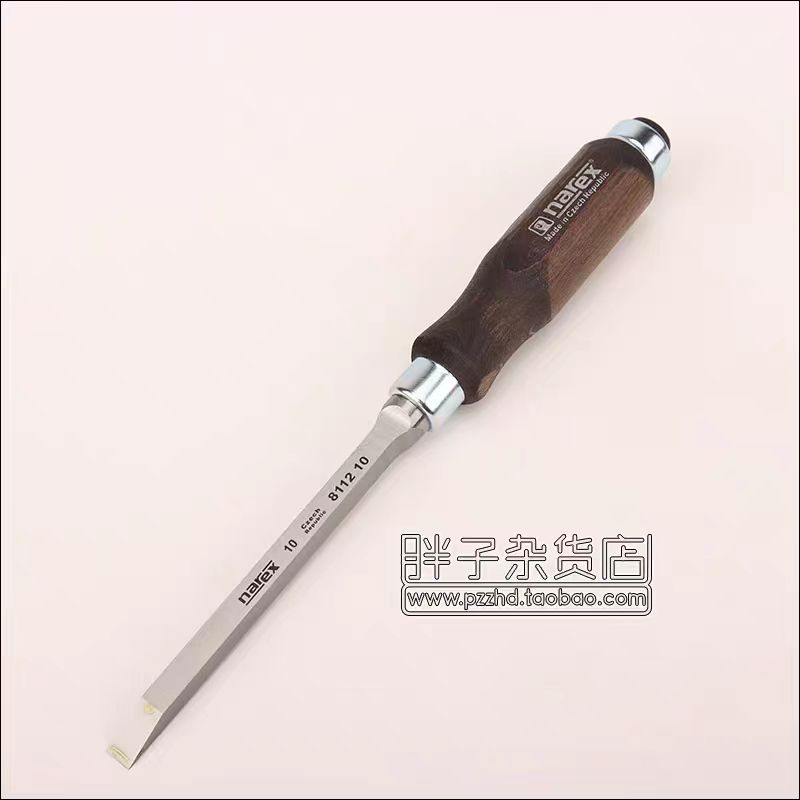 narex®
Made in Czech Republic
8112 10
Czech
Republic
10
narex
胖子杂货店
www.pzzhd.taobao.com